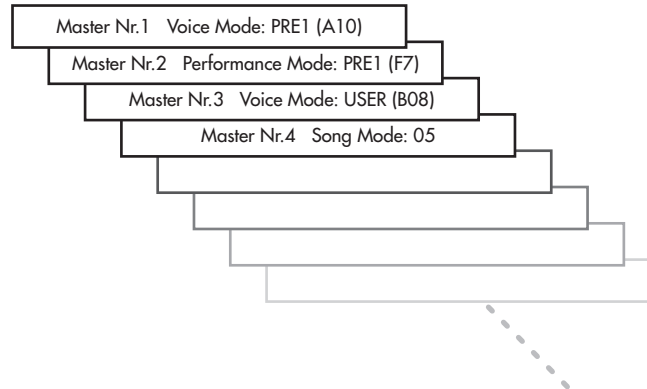 Master Nr.1 Voice Mode: PRE1 (A10)
Master Nr.2 Performance Mode: PRE1 (F7)
Master Nr.3 Voice Mode: USER (B08)
Master Nr.4 Song Mode: 05